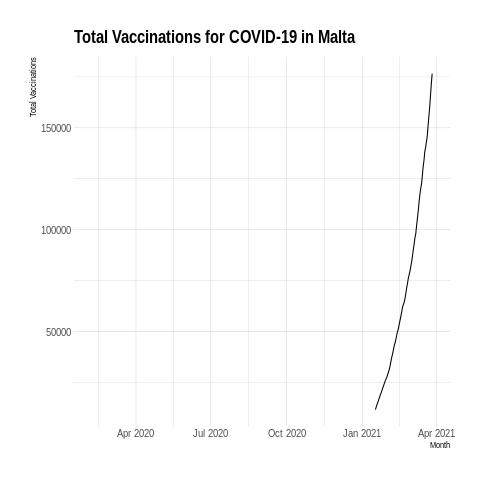 Total Vaccinations for COVID-19 in Malta
Total Vaccinations
150000
100000
50000
Apr 2020 Jul 2020 Oct 2020 Jan 2021 Apr 2021
Month